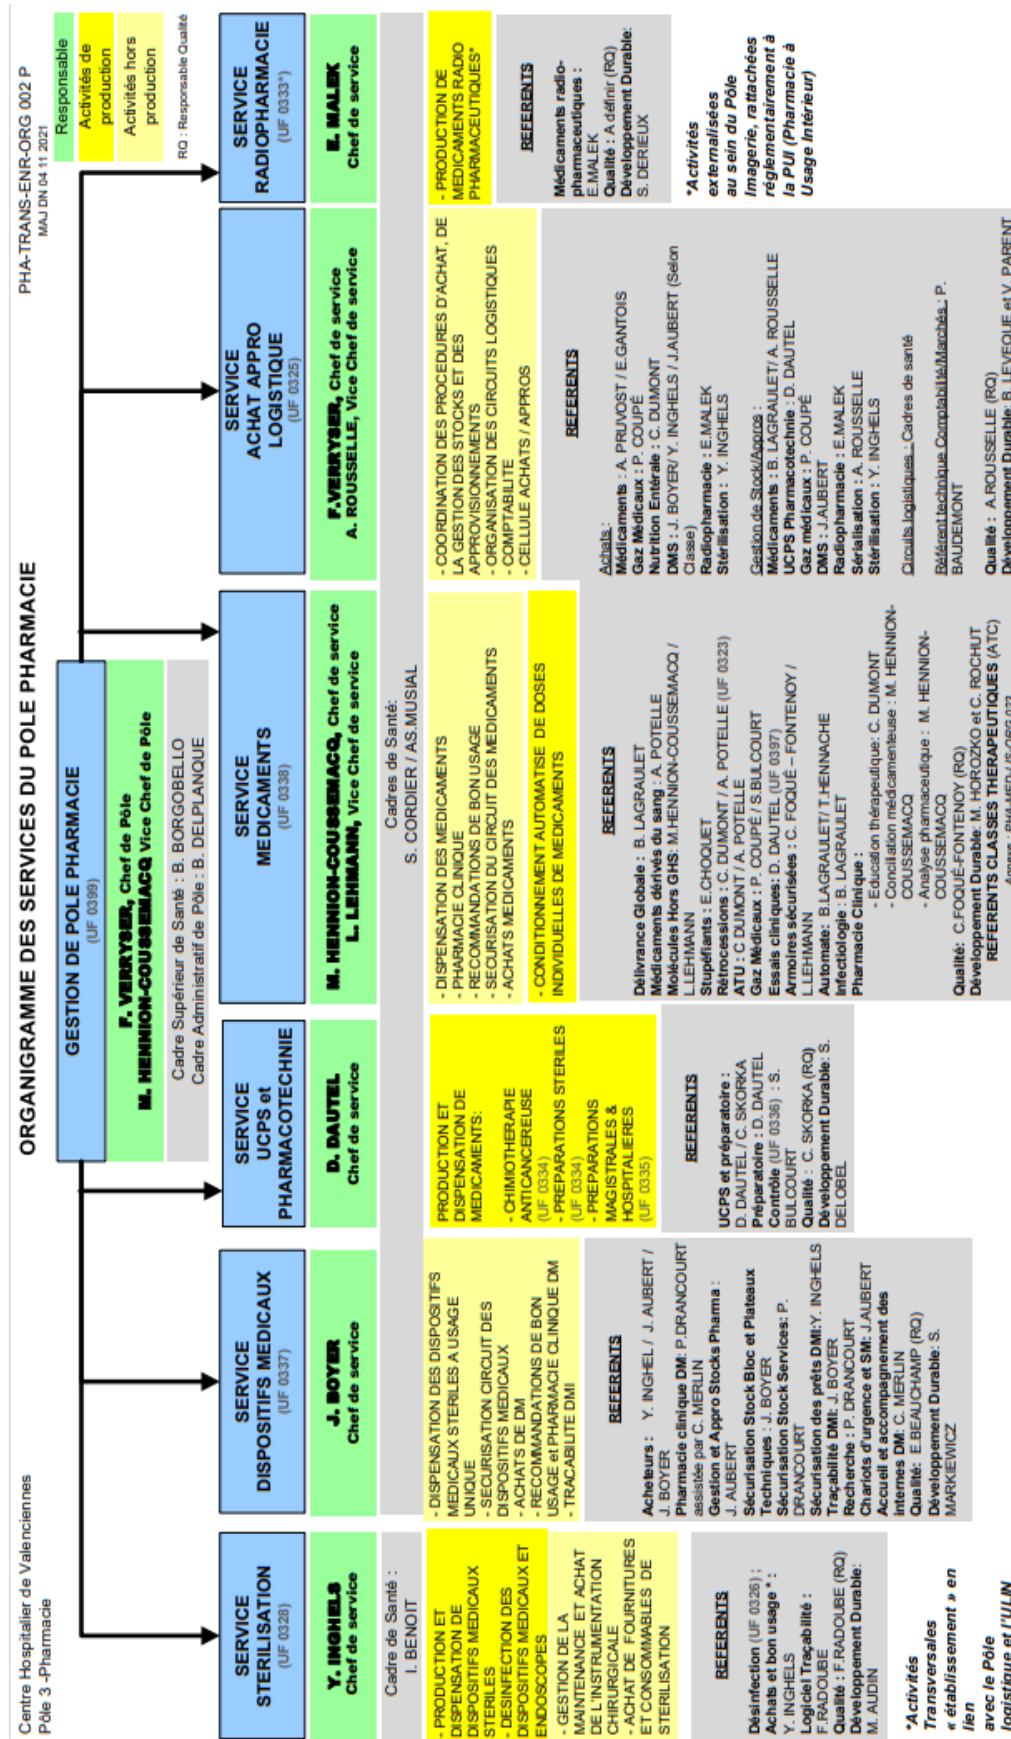 Centre Hospitalier de Valenciennes
Pôle 3 -Pharmacie
ORGANIGRAMME DES SERVICES DU POLE PHARMACIE
PHA-TRANS-ENR-ORG 002 P
MAJ DN 04 11 2021
Responsable
Activités de
production
Activités hors
production
RQ : Responsable Qualité
GESTION DE POLE PHARMACIE
(UF 0399)
F. VERRYSER, Chef de Pôle
M. HENNION-COUSSEMACQ, Vice Chef de Pôle
Cadre Supérieur de Santé : B. BORGOBELLO
Cadre Administratif de Pôle : B. DELPLANQUE
SERVICE
STERILISATION
(UF 0328)
Y. INGHELS
Chef de service
Cadre de Santé :
I. BENOIT
- PRODUCTION ET
DISPENSATION DE
DISPOSITIFS MEDICAUX
STERILES
- DESINFECTION DES
DISPOSITIFS MEDICAUX ET
ENDOSCOPES
- GESTION DE LA
MAINTENANCE ET ACHAT
DE L'INSTRUMENTATION
CHIRURGICALE
- ACHAT DE FOURNITURES
ET CONSOMMABLES DE
STERILISATION
REFERENTS
Désinfection (UF 0326) ;
Achats et bon usage * :
Y. INGHELS
Logiciel Traçabilité :
F.RADOUBE
Qualité : F.RADOUBE (RQ)
Développement Durable:
M. AUDIN
*Activités
Transversales
« établissement » en
lien
avec le Pôle
logistique et l'ULIN
SERVICE
DISPOSITIFS MEDICAUX
(UF 0337)
J. BOYER
Chef de service
Cadres de Santé:
S. CORDIER / AS.MUSIAL
- DISPENSATION DES DISPOSITIFS
MEDICAUX STERILES A USAGE
UNIQUE
- SECURISATION CIRCUIT DES
DISPOSITIFS MEDICAUX
- ACHATS DE DM
- RECOMMANDATIONS DE BON
USAGE et PHARMACIE CLINIQUE DM
- TRACABILITE DMI
REFERENTS
Acheteurs : Y. INGHEL / J. AUBERT /
J. BOYER
Pharmacie clinique DM: P.DRANCOURT
assistée par C. MERLIN
Gestion et Appro Stocks Pharma :
J. AUBERT
Sécurisation Stock Bloc et Plateaux
Techniques : J. BOYER
Sécurisation Stock Services: P.
DRANCOURT
Sécurisation des prêts DMI:Y. INGHELS
Traçabilité DMI: J. BOYER
Recherche : P. DRANCOURT
Chariots d'urgence et SM: J.AUBERT
Accueil et accompagnement des
internes DM: C. MERLIN
Qualité: E.BEAUCHAMP (RQ)
Développement Durable: S.
MARKIEWICZ
SERVICE
UCPS et
PHARMACOTECHNIE
D. DAUTEL
Chef de service
PRODUCTION ET
DISPENSATION DE
MEDICAMENTS:
- CHIMIOTHERAPIE
ANTICANCEREUSE
(UF 0334)
- PREPARATIONS STERILES
(UF 0334)
- PREPARATIONS
MAGISTRALES &
HOSPITALIERES
(UF 0335)
REFERENTS
UCPS et préparatoire :
D. DAUTEL / C. SKORKA
Préparatoire : D. DAUTEL
Contrôle (UF 0336) : S.
BULCOURT
Qualité : C. SKORKA (RQ)
Développement Durable: S.
DELOBEL
SERVICE
MEDICAMENTS
(UF 0338)
M. HENNION-COUSSEMACQ, Chef de service
L. LEHMANN, Vice Chef de service
- DISPENSATION DES MEDICAMENTS
- PHARMACIE CLINIQUE
- RECOMMANDATIONS DE BON USAGE
- SECURISATION DU CIRCUIT DES MEDICAMENTS
- ACHATS MEDICAMENTS
- CONDITIONNEMENT AUTOMATISE DE DOSES
INDIVIDUELLES DE MEDICAMENTS
REFERENTS
Délivrance Globale : B. LAGRAULET
Médicaments dérivés du sang : A. POTELLE
Molécules Hors GHS: M.HENNION-COUSSEMACQ /
L.LEHMANN
Stupéfiants : E.CHOQUET
Rétrocessions : C. DUMONT / A. POTELLE (UF 0323)
ATU : C DUMONT / A. POTELLE
Gaz Médicaux : P. COUPÉ / S.BULCOURT
Essais cliniques: D. DAUTEL (UF 0397)
Armoires sécurisées : C. FOQUÉ – FONTENOY /
L.LEHMANN
Automate: B.LAGRAULET/ T.HENNACHE
Infectiologie : B. LAGRAULET
Pharmacie Clinique :
- Education thérapeutique: C. DUMONT
- Conciliation médicamenteuse : M. HENNION-
COUSSEMACQ
- Analyse pharmaceutique : M. HENNION-
COUSSEMACQ
Qualité: C.FOQUÉ-FONTENOY (RQ)
Développement Durable: M. HOROZKO et C. ROCHUT
REFERENTS CLASSES THERAPEUTIQUES (ATC)
SERVICE
ACHAT APPRO
LOGISTIQUE
(UF 0325)
F.VERRYSER, Chef de service
A. ROUSSELLE, Vice Chef de service
- COORDINATION DES PROCEDURES D'ACHAT, DE
LA GESTION DES STOCKS ET DES
APPROVISIONNEMENTS
- ORGANISATION DES CIRCUITS LOGISTIQUES
- COMPTABILITE
- CELLULE ACHATS / APPROS
REFERENTS
Achats :
Médicaments : A. PRUVOST / E.GANTOIS
Gaz Médicaux : P. COUPÉ
Nutrition Entérale : C. DUMONT
DMS : J. BOYER/ Y. INGHELS / J.AUBERT (Selon
Classe)
Radiopharmacie : E.MALEK
Stérilisation : Y. INGHELS
Gestion de Stock/Appros :
Médicaments : B. LAGRAULET/ A. ROUSSELLE
UCPS Pharmacotechnie : D. DAUTEL
Gaz médicaux : P. COUPÉ
DMS : J.AUBERT
Radiopharmacie : E.MALEK
Sérialisation : A. ROUSSELLE
Stérilisation : Y. INGHELS
Circuits logistiques : Cadres de santé
Référent technique Comptabilité/Marchés : P.
BAUDEMONT
Qualité : A.ROUSSELLE (RQ)
Développement Durable: B. LEVEQUE et V. PARENT
SERVICE
RADIOPHARMACIE
(UF 0333*)
E. MALEK
Chef de service
- PRODUCTION DE
MEDICAMENTS RADIO
PHARMACEUTIQUES*
REFERENTS
Médicaments radio-
pharmaceutiques :
E.MALEK
Qualité : A définir (RQ)
Développement Durable:
S. DERIEUX
*Activités
externalisées
au sein du Pôle
Imagerie, rattachées
réglementairement à
la PUI (Pharmacie à
Usage Intérieur)